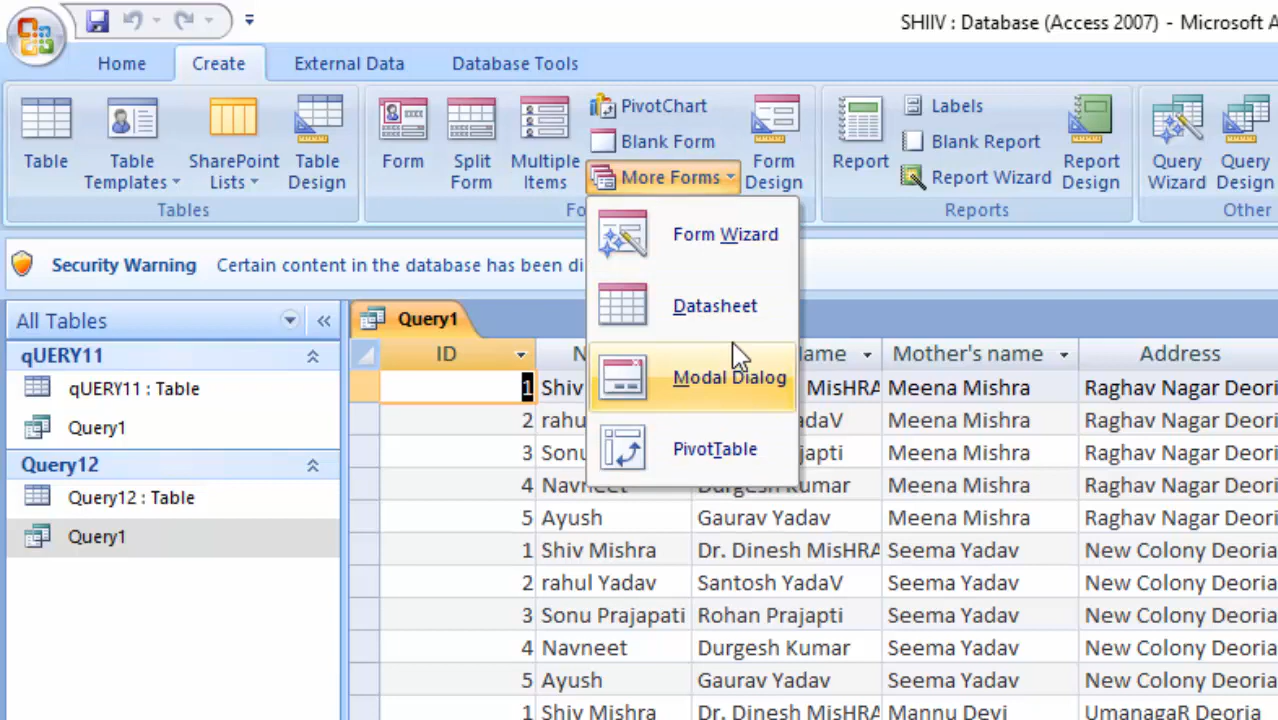 SHIIV : Database (Access 2007) - Microsoft A
Home Create External Data Database Tools
Table
Table Templates
SharePoint Lists
Table Design
Tables
Form
Split Form
Multiple Items
PivotChart
Blank Form
More Forms
Form Design
Fo
Report
Labels
Blank Report
Report Wizard
Report Design
Reports
Query Wizard
Query Design
Other
Form Wizard
Datasheet
Modal Dialog
PivotTable
Security Warning Certain content in the database has been di
All Tables
qUERY11
qUERY11 : Table
Query1
Query12
Query12 : Table
Query1
Query1
ID N ame Mother's name Address
1 Shiv MisHRA Meena Mishra Raghav Nagar Deori
2 rahu adaV Meena Mishra Raghav Nagar Deori
3 Sonu japti Meena Mishra Raghav Nagar Deori
4 Navneet Durgesh Kumar Meena Mishra Raghav Nagar Deori
5 Ayush Gaurav Yadav Meena Mishra Raghav Nagar Deori
1 Shiv Mishra Dr. Dinesh MisHRA Seema Yadav New Colony Deoria
2 rahul Yadav Santosh YadaV Seema Yadav New Colony Deoria
3 Sonu Prajapati Rohan Prajapti Seema Yadav New Colony Deoria
4 Navneet Durgesh Kumar Seema Yadav New Colony Deoria
5 Ayush Gaurav Yadav Seema Yadav New Colony Deoria
1 Shiv Mishra Dr. Dinesh MisHRA Mannu Devi UmanagaR Deoria